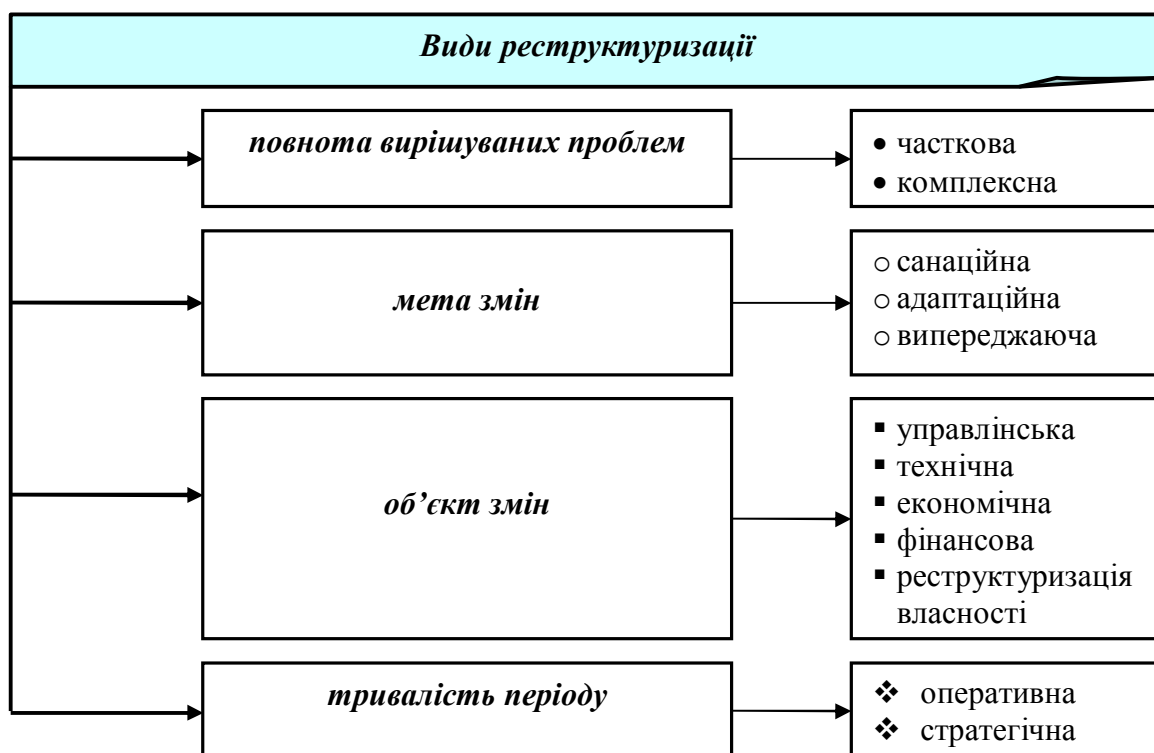 Види реструктуризації
повнота вирішуваних проблем
• часткова
• комплексна
мета змін
o санаційна
o адаптаційна
o випереджаюча
об’єкт змін
▪ управлінська
▪ технічна
▪ економічна
▪ фінансова
▪ реструктуризація
власності
тривалість періоду
❖ оперативна
❖ стратегічна